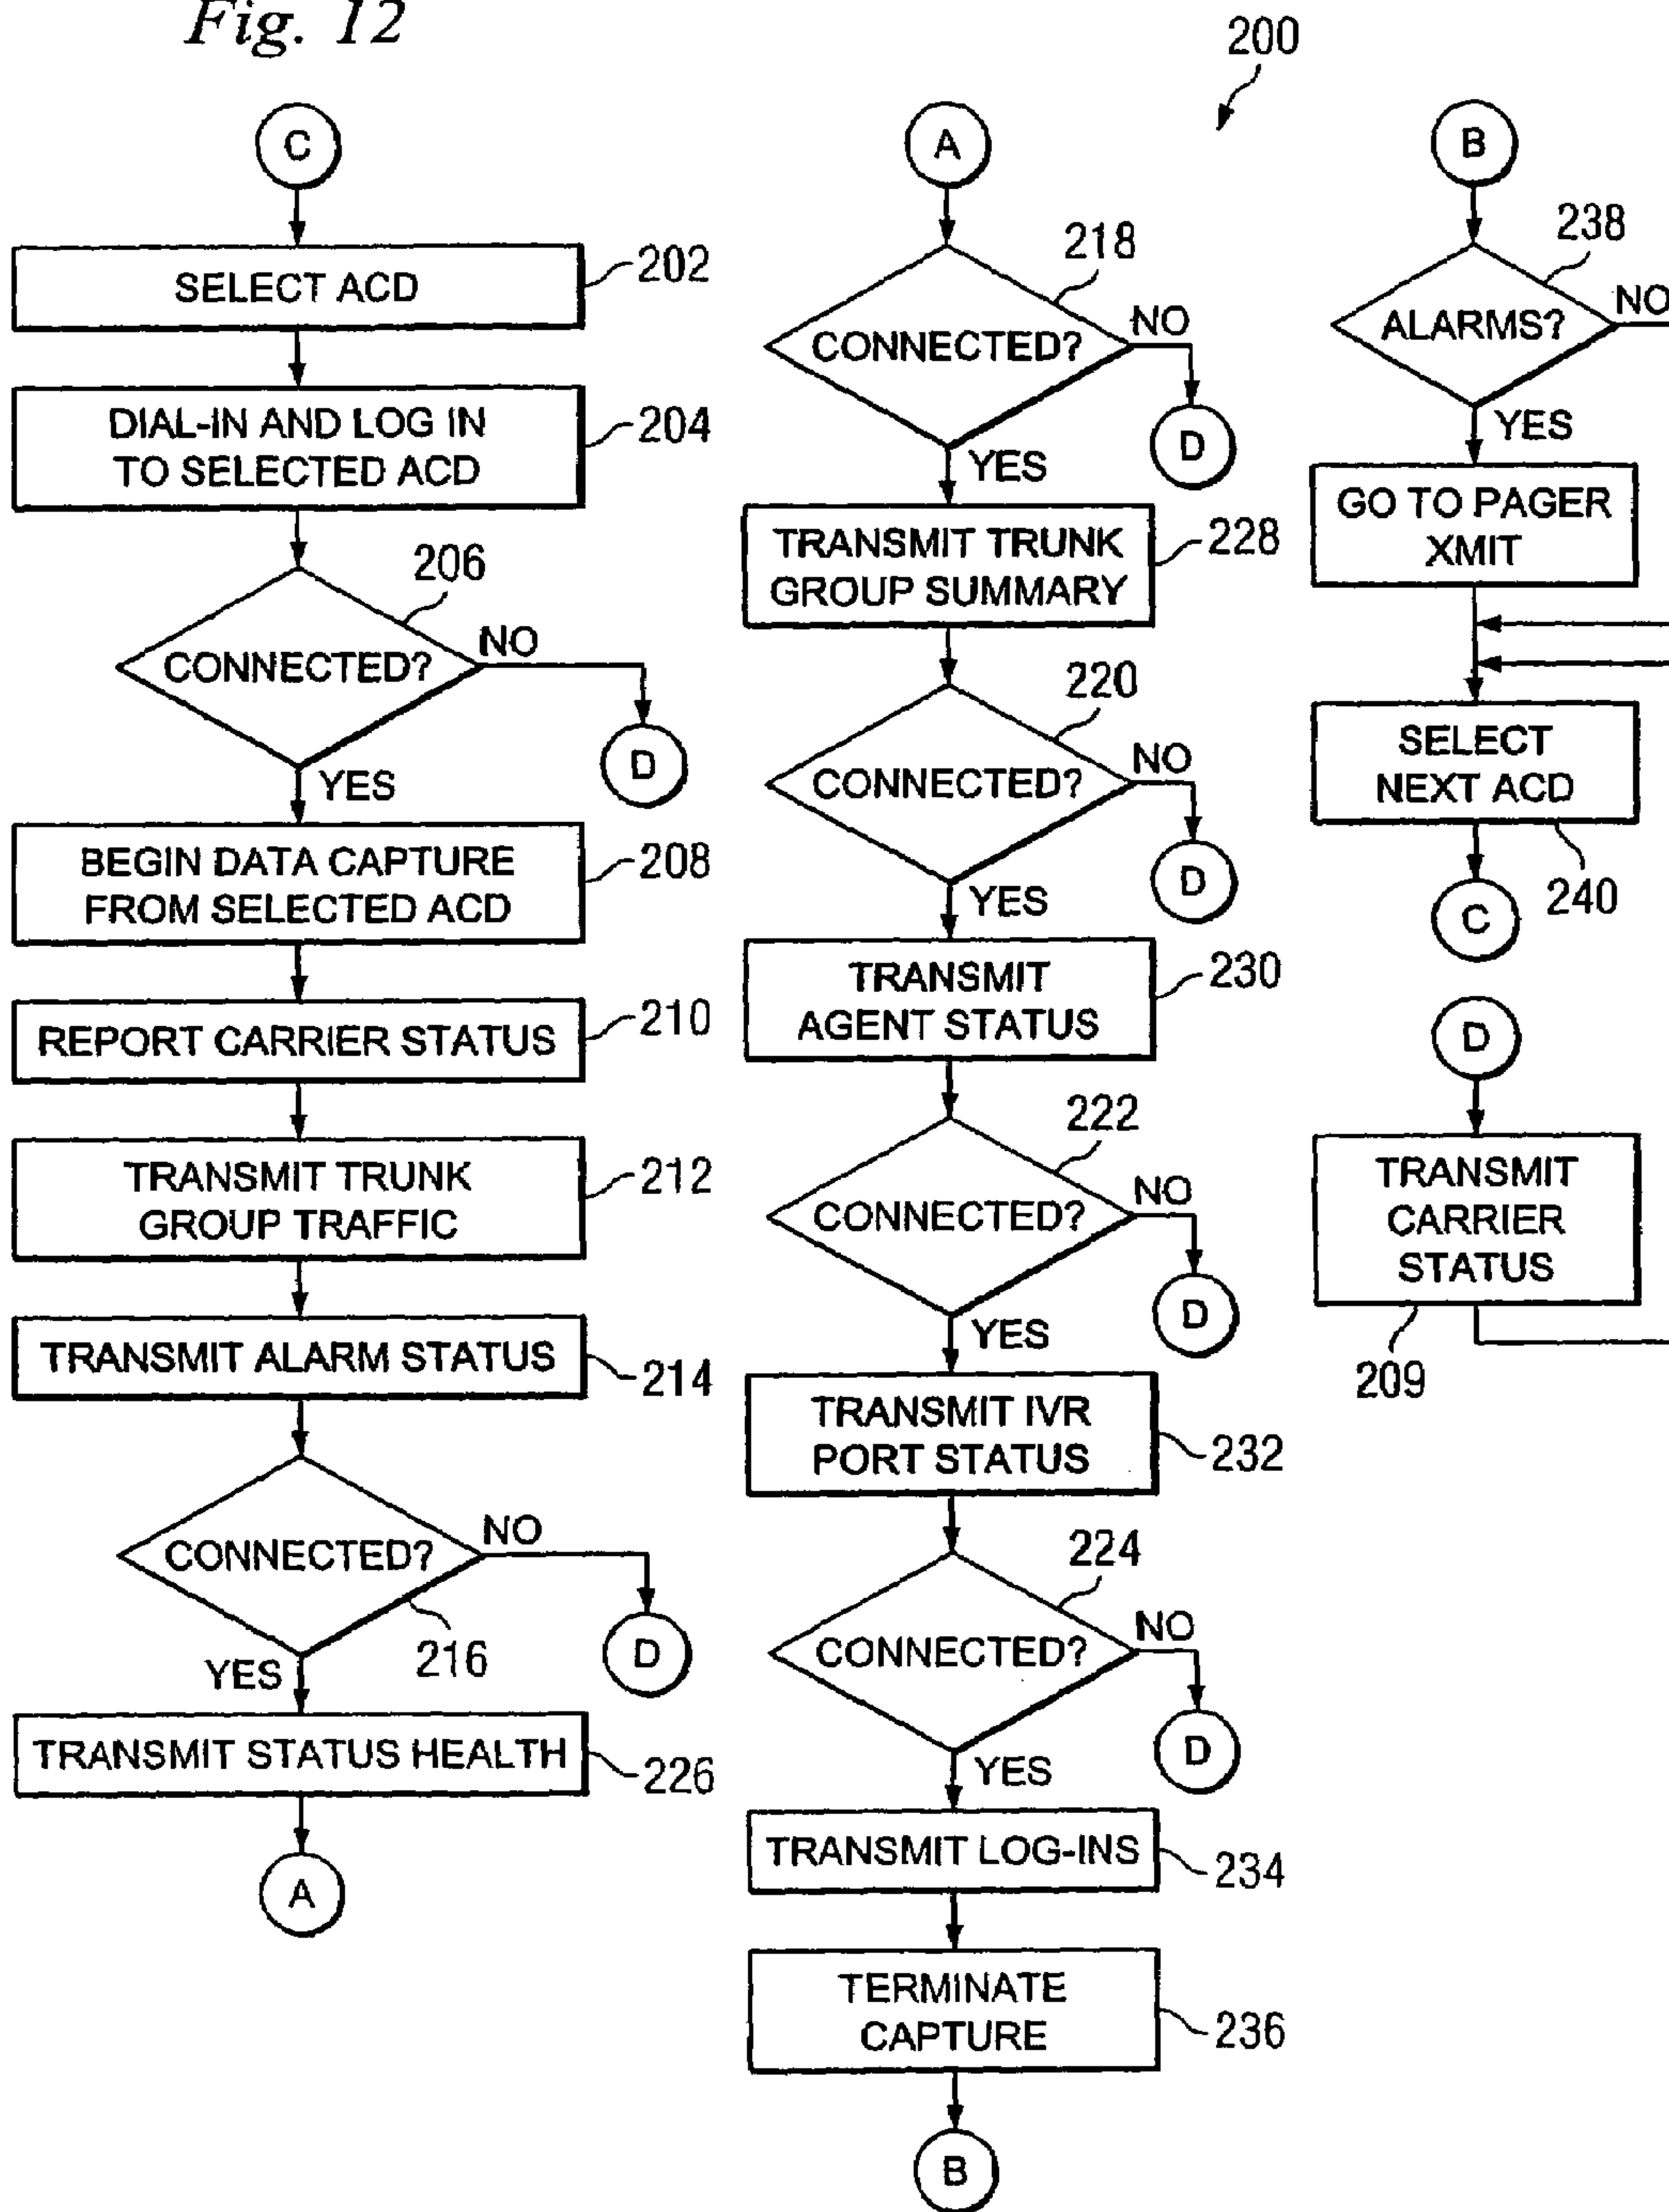 Fig. 12
200
C
SELECT ACD
202
DIAL-IN AND LOG IN
TO SELECTED ACD
204
206
CONNECTED?
NO
D
YES
BEGIN DATA CAPTURE
FROM SELECTED ACD
208
REPORT CARRIER STATUS
210
TRANSMIT TRUNK
GROUP TRAFFIC
212
TRANSMIT ALARM STATUS
214
CONNECTED?
NO
216
D
YES
TRANSMIT STATUS HEALTH
226
A
A
218
CONNECTED?
NO
D
YES
TRANSMIT TRUNK
GROUP SUMMARY
228
220
CONNECTED?
NO
D
YES
TRANSMIT
AGENT STATUS
230
222
CONNECTED?
NO
D
YES
TRANSMIT IVR
PORT STATUS
232
224
CONNECTED?
NO
D
YES
TRANSMIT LOG-INS
234
TERMINATE
CAPTURE
236
B
B
238
ALARMS?
NO
YES
GO TO PAGER
XMIT
SELECT
NEXT ACD
240
C
D
TRANSMIT
CARRIER
STATUS
209